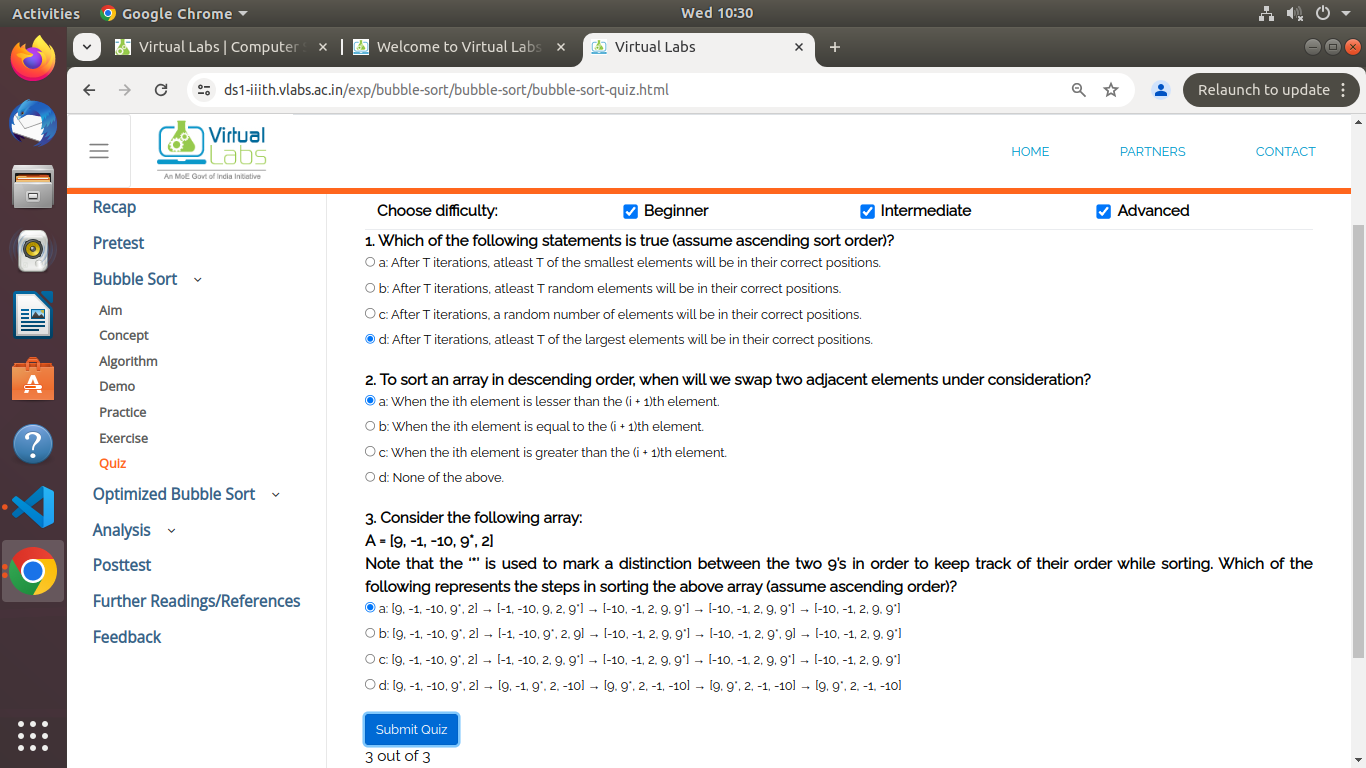 Activities Google Chrome Wed 10:30
Virtual Labs | Computer Welcome to Virtual Labs Virtual Labs
ds1-iiith.vlabs.ac.in/exp/bubble-sort/bubble-sort/bubble-sort-quiz.html Relaunch to update
Virtual
Labs
An MoE Govt of India Initiative
HOME PARTNERS CONTACT
Recap
Pretest
Bubble Sort
Aim
Concept
Algorithm
Demo
Practice
Exercise
Quiz
Optimized Bubble Sort
Analysis
Posttest
Further Readings/References
Feedback
Choose difficulty: Beginner Intermediate Advanced
1. Which of the following statements is true (assume ascending sort order)?
a: After T iterations, atleast T of the smallest elements will be in their correct positions.
b: After T iterations, atleast T random elements will be in their correct positions.
c: After T iterations, a random number of elements will be in their correct positions.
d: After T iterations, atleast T of the largest elements will be in their correct positions.
2. To sort an array in descending order, when will we swap two adjacent elements under consideration?
a: When the ith element is lesser than the (i + 1)th element.
b: When the ith element is equal to the (i + 1)th element.
c: When the ith element is greater than the (i + 1)th element.
d: None of the above.
3. Consider the following array:
A = [9, -1, -10, 9*, 2]
Note that the '*' is used to mark a distinction between the two 9's in order to keep track of their order while sorting. Which of the
following represents the steps in sorting the above array (assume ascending order)?
a: [9, -1, -10, 9*, 2] → [-1, -10, 9, 2, 9*] → [-10, -1, 2, 9, 9*] → [-10, -1, 2, 9, 9*] → [-10, -1, 2, 9, 9*]
b: [9, -1, -10, 9*, 2] → [-1, -10, 9*, 2, 9] → [-10, -1, 2, 9, 9*] → [-10, -1, 2, 9*, 9] → [-10, -1, 2, 9, 9*]
c: [9, -1, -10, 9*, 2] → [-1, -10, 2, 9, 9*] → [-10, -1, 2, 9, 9*] → [-10, -1, 2, 9, 9*] → [-10, -1, 2, 9, 9*]
d: [9, -1, -10, 9*, 2] → [9, -1, 9*, 2, -10] → [9, 9*, 2, -1, -10] → [9, 9*, 2, -1, -10] → [9, 9*, 2, -1, -10]
Submit Quiz
3 out of 3